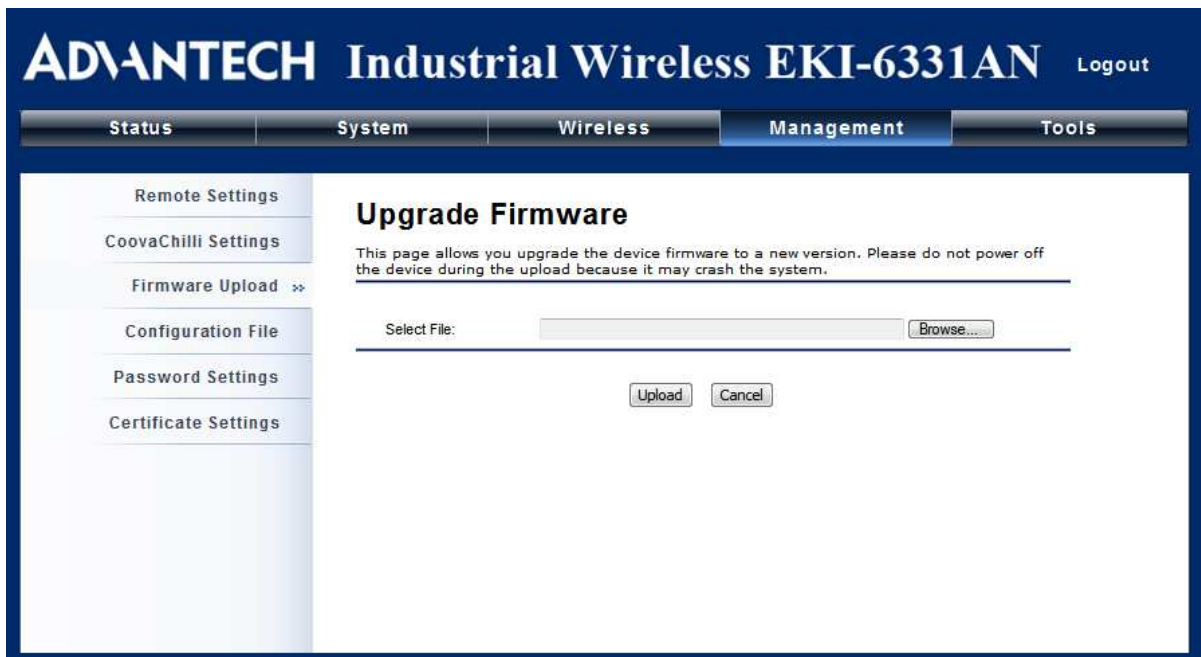 ADVANTECH Industrial Wireless EKI-6331AN Logout
Status System Wireless Management Tools
Remote Settings
CoovaChilli Settings
Firmware Upload »
Configuration File
Password Settings
Certificate Settings
Upgrade Firmware
This page allows you upgrade the device firmware to a new version. Please do not power off
the device during the upload because it may crash the system.
Select File: Browse...
Upload Cancel